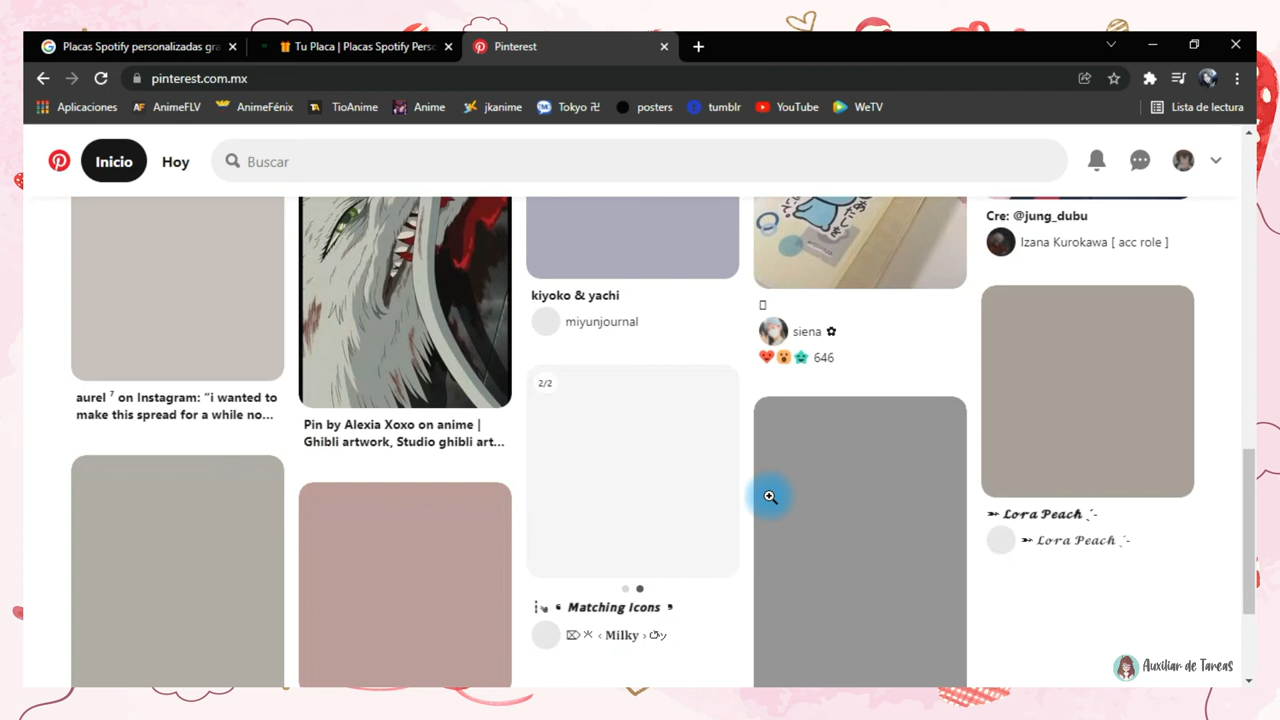 Placas Spotify personalizadas gra
Tu Placa | Placas Spotify Perso
Pinterest
pinterest.com.mx
Aplicaciones
AnimeFLV
AnimeFénix
TioAnime
Anime
jkanime
Tokyo 卍
posters
tumblr
YouTube
WeTV
Lista de lectura
Inicio
Hoy
Buscar
Cre: @jung_dubu
Izana Kurokawa [ acc role ]
kiyoko & yachi
miyunjournal
siena ✿
646
2/2
aurel ⁷ on Instagram: “i wanted to
make this spread for a while no...
Pin by Alexia Xoxo on anime |
Ghibli artwork, Studio ghibli art...
➳ Lora Peach ˎˊ-
➳ Lora Peach ˎˊ-
Matching Icons
‹ Milky ›
Auxiliar de Tareas